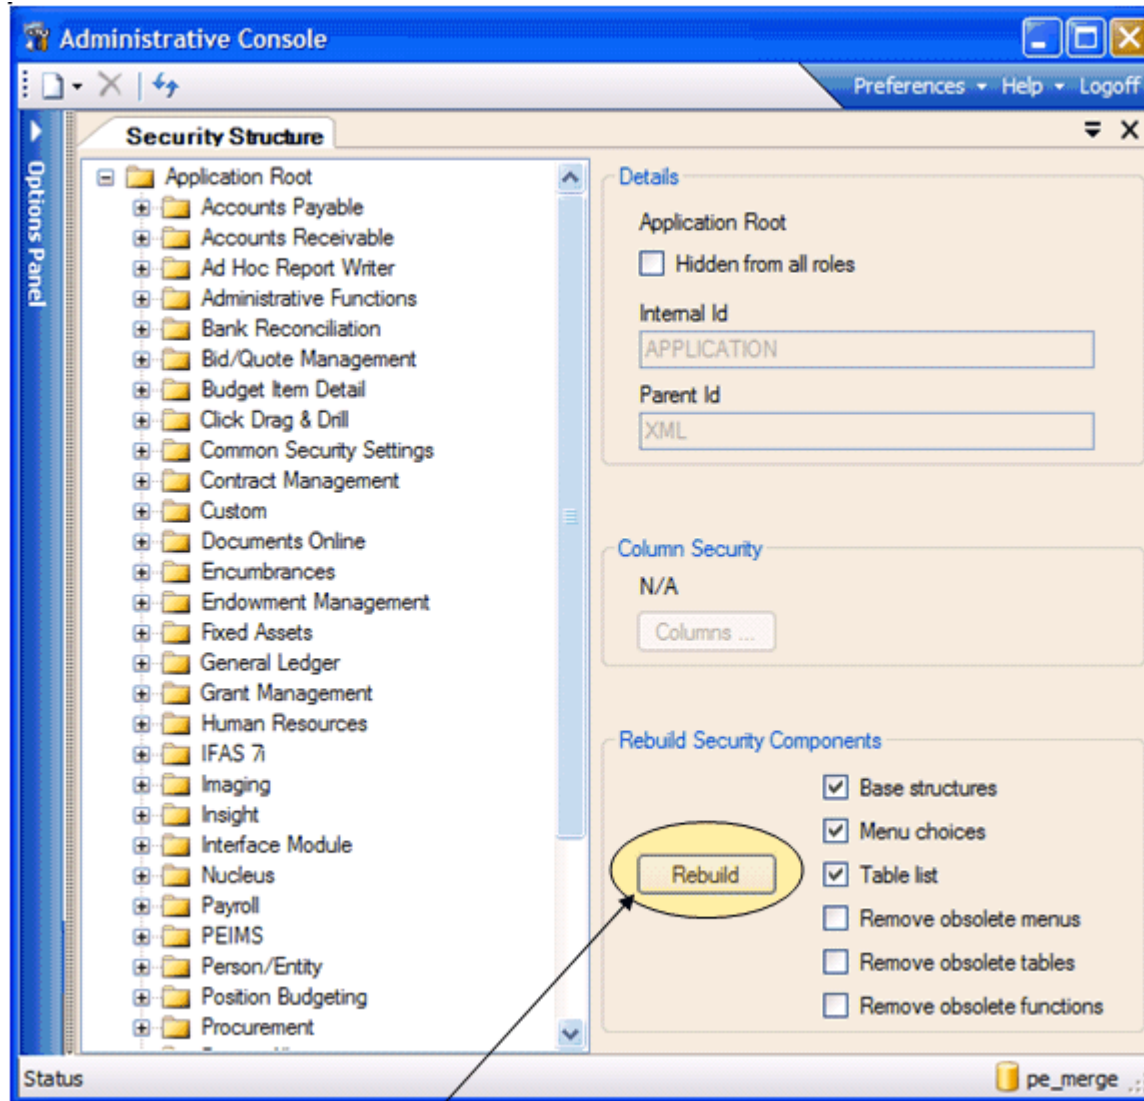 Administrative Console
Preferences Help Logoff
Security Structure
Options Panel
Application Root
Accounts Payable
Accounts Receivable
Ad Hoc Report Writer
Administrative Functions
Bank Reconciliation
Bid/Quote Management
Budget Item Detail
Click Drag & Drill
Common Security Settings
Contract Management
Custom
Documents Online
Encumbrances
Endowment Management
Fixed Assets
General Ledger
Grant Management
Human Resources
IFAS 7i
Imaging
Insight
Interface Module
Nucleus
Payroll
PEIMS
Person/Entity
Position Budgeting
Procurement
Details
Application Root
Hidden from all roles
Internal Id
APPLICATION
Parent Id
XML
Column Security
N/A
Columns ...
Rebuild Security Components
Rebuild
Base structures
Menu choices
Table list
Remove obsolete menus
Remove obsolete tables
Remove obsolete functions
Status
pe_merge